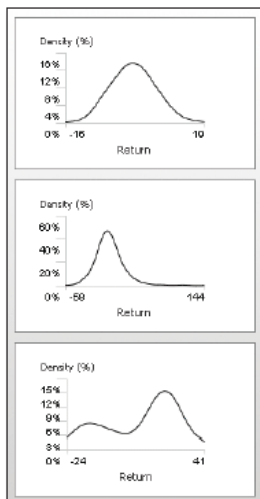 Density (%)
16%
12%
8%
4%
0% -16 19
Return
Density (%)
60%
40%
20%
0% -58 144
Return
Density (%)
15%
12%
9%
6%
3%
0% -24 41
Return